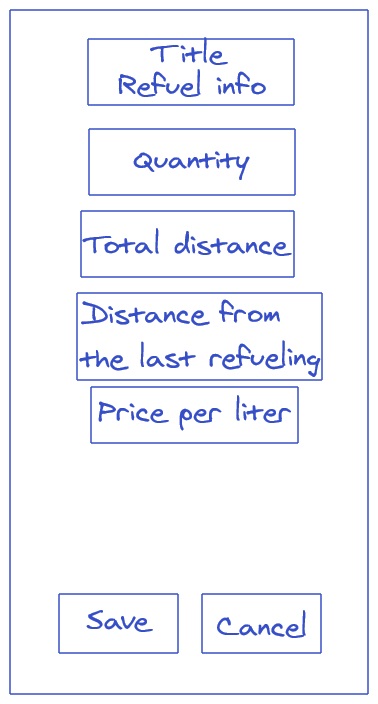 Title
Refuel info
Quantity
Total distance
Distance from
the last refueling
Price per liter
Save
Cancel